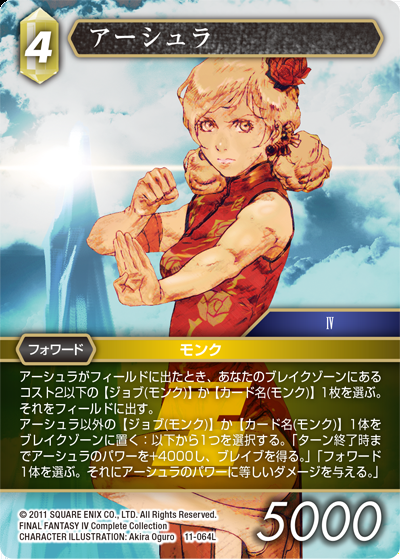 4
アーシュラ
IV
フォワード
モンク
アーシュラがフィールドに出たとき、あなたのブレイクゾーンにある
コスト2以下の【ジョブ(モンク)】か【カード名(モンク)】1枚を選ぶ。
それをフィールドに出す。
アーシュラ以外の【ジョブ(モンク)】か【カード名(モンク)】1体を
ブレイクゾーンに置く：以下から1つを選択する。「ターン終了時ま
でアーシュラのパワーを+4000し、ブレイブを得る。」「フォワード
1体を選ぶ。それにアーシュラのパワーに等しいダメージを与える。」
© 2011 SQUARE ENIX CO., LTD. All Rights Reserved.
FINAL FANTASY IV Complete Collection
CHARACTER ILLUSTRATION: Akira Oguro 11-064L
5000